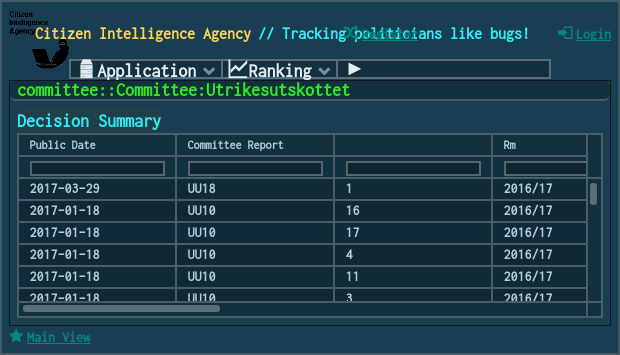 Citizen
Intelligence
Agency
Citizen Intelligence Agency // Tracking politicians like bugs!
Login
Application Ranking
committee::Committee:Utrikesutskottet
Decision Summary
Public Date Committee Report Rm
2017-03-29 UU18 1 2016/17
2017-01-18 UU10 16 2016/17
2017-01-18 UU10 17 2016/17
2017-01-18 UU10 4 2016/17
2017-01-18 UU10 11 2016/17
2017-01-18 UU10 3 2016/17
Main View